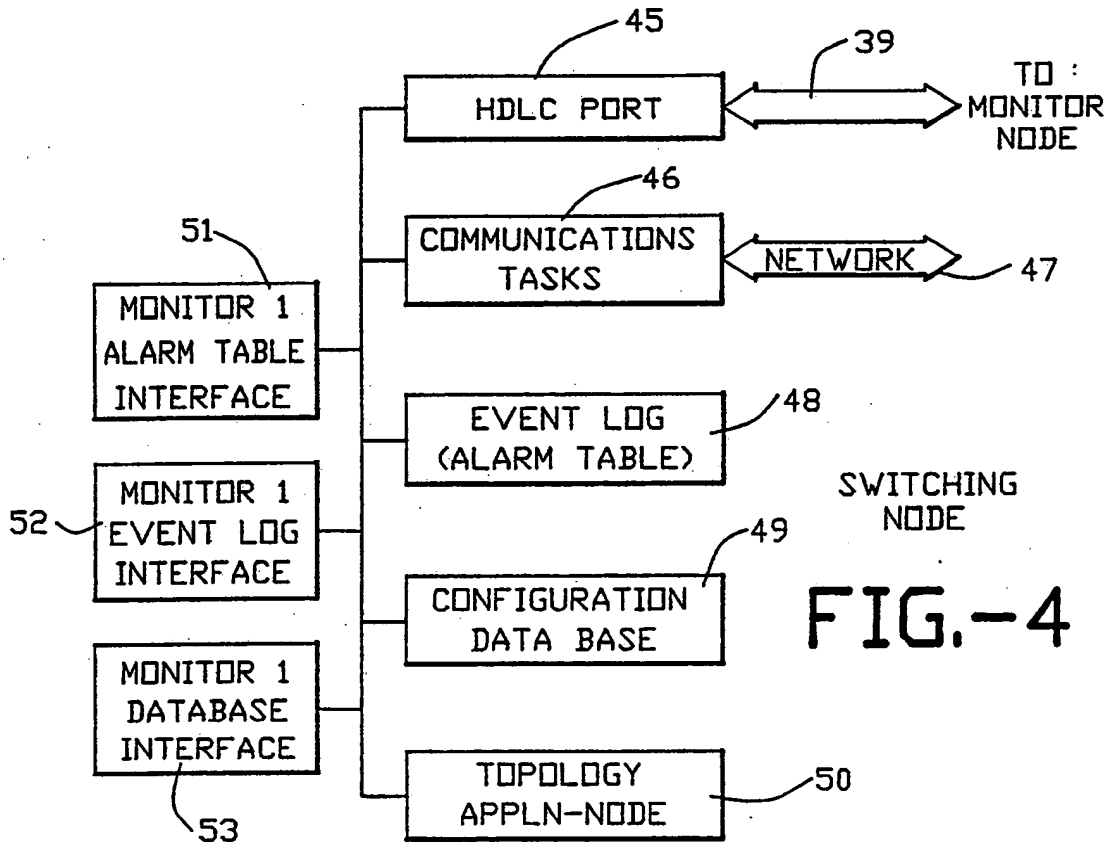 45
39
HDLC PORT
TO :
MONITOR
NODE
46
COMMUNICATIONS
TASKS
NETWORK
47
51
MONITOR 1
ALARM TABLE
INTERFACE
EVENT LOG
(ALARM TABLE)
48
52
MONITOR 1
EVENT LOG
INTERFACE
SWITCHING
NODE
49
CONFIGURATION
DATA BASE
FIG.-4
MONITOR 1
DATABASE
INTERFACE
53
TOPOLOGY
APPLN-NODE
50